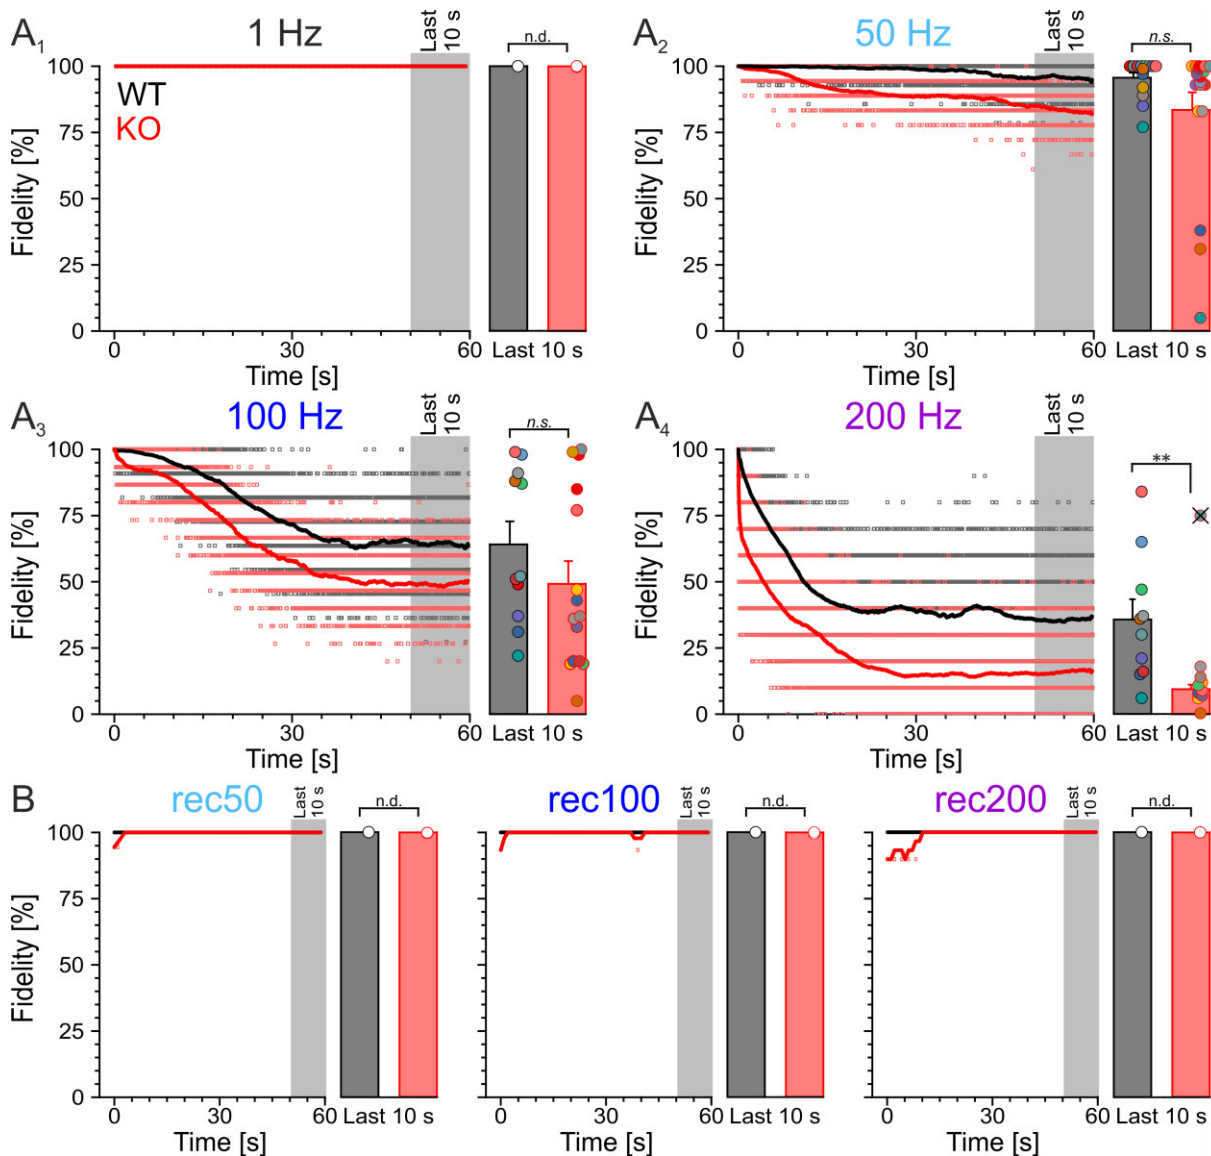 A1
1 Hz
Last
10 s
n.d.
Fidelity [%]
100
75
50
25
0
WT
KO
0
30
60
Time [s]
Last 10 s
A2
50 Hz
Last
10 s
n.s.
Fidelity [%]
100
75
50
25
0
0
30
60
Time [s]
Last 10 s
A3
100 Hz
Last
10 s
n.s.
Fidelity [%]
100
75
50
25
0
0
30
60
Time [s]
Last 10 s
A4
200 Hz
Last
10 s
**
Fidelity [%]
100
75
50
25
0
0
30
60
Time [s]
Last 10 s
B
rec50
Last
10 s
n.d.
Fidelity [%]
100
75
50
25
0
0
30
60
Time [s]
Last 10 s
rec100
Last
10 s
n.d.
0
30
60
Time [s]
Last 10 s
rec200
Last
10 s
n.d.
0
30
60
Time [s]
Last 10 s